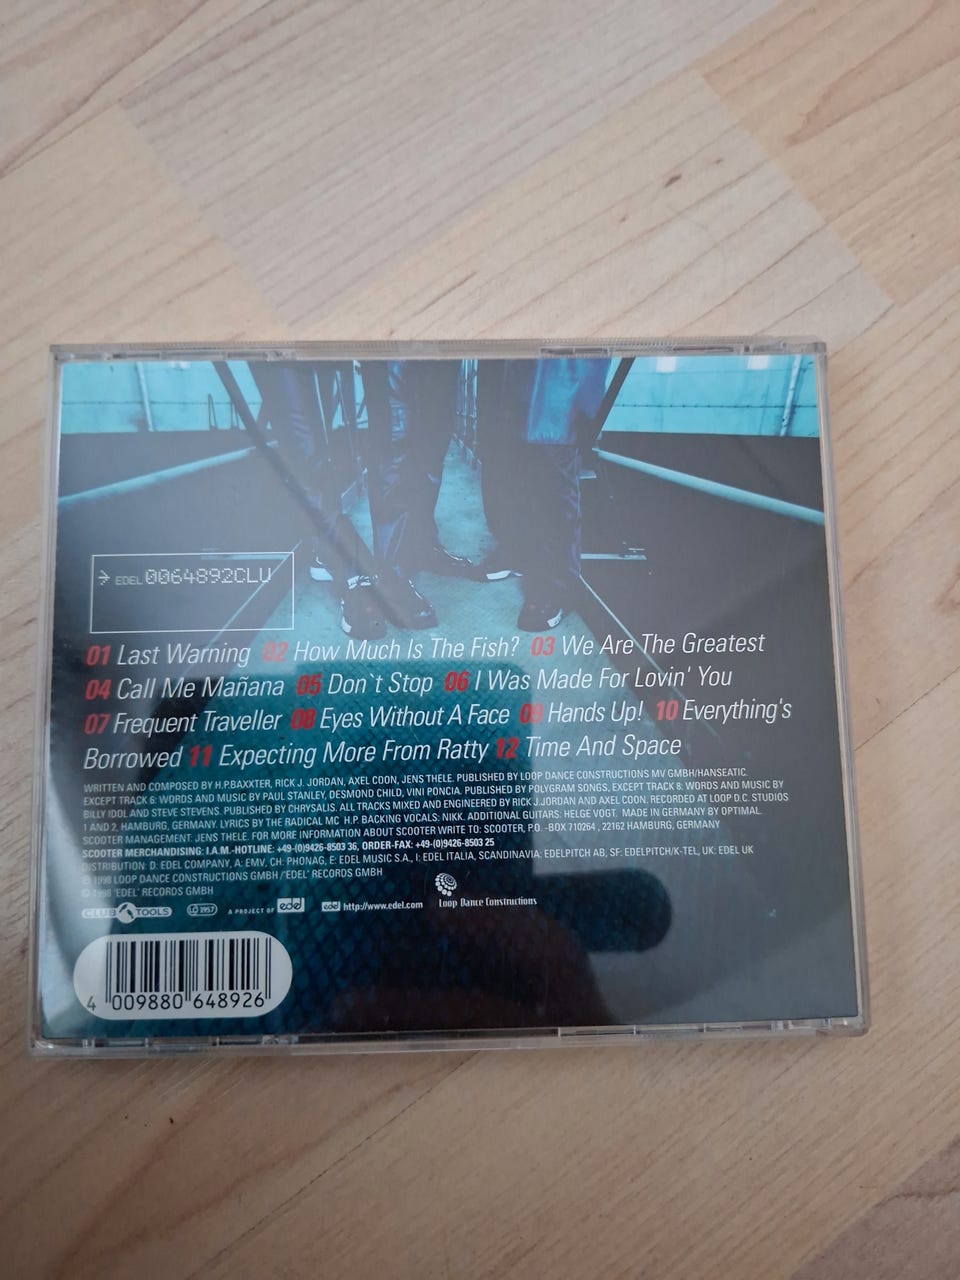 EDEL 0064892CLU
01 Last Warning 02 How Much Is The Fish? 03 We Are The Greatest
04 Call Me Mañana 05 Don`t Stop 06 I Was Made For Lovin' You
07 Frequent Traveller 08 Eyes Without A Face 09 Hands Up! 10 Everything's
Borrowed 11 Expecting More From Ratty 12 Time And Space
WRITTEN AND COMPOSED BY H.P.BAXXTER, RICK J. JORDAN, AXEL COON, JENS THELE. PUBLISHED BY LOOP DANCE CONSTRUCTIONS MV GMBH/HANSEATIC.
EXCEPT TRACK 6: WORDS AND MUSIC BY PAUL STANLEY, DESMOND CHILD, VINI PONCIA. PUBLISHED BY POLYGRAM SONGS, EXCEPT TRACK 8: WORDS AND MUSIC BY
BILLY IDOL AND STEVE STEVENS. PUBLISHED BY CHRYSALIS. ALL TRACKS MIXED AND ENGINEERED BY RICK J.JORDAN AND AXEL COON. RECORDED AT LOOP D.C. STUDIOS
1 AND 2, HAMBURG, GERMANY. LYRICS BY THE RADICAL MC H.P. BACKING VOCALS: NIKK. ADDITIONAL GUITARS: HELGE VOGT. MADE IN GERMANY BY OPTIMAL.
SCOOTER MANAGEMENT: JENS THELE. FOR MORE INFORMATION ABOUT SCOOTER WRITE TO: SCOOTER, P.O. -BOX 710264 , 22162 HAMBURG, GERMANY
SCOOTER MERCHANDISING: I.A.M.-HOTLINE: +49-(0)9426-8503 36, ORDER-FAX: +49-(0)9426-8503 25
DISTRIBUTION: D: EDEL COMPANY, A: EMV, CH: PHONAG, E: EDEL MUSIC S.A., I: EDEL ITALIA, SCANDINAVIA: EDELPITCH AB, SF: EDELPITCH/K-TEL, UK: EDEL UK
℗ 1998 LOOP DANCE CONSTRUCTIONS GMBH /'EDEL' RECORDS GMBH
© 1998 'EDEL' RECORDS GMBH
CLUB TOOLS LC 1957 A PROJECT OF edel edel http://www.edel.com Loop Dance Constructions
4 009880 648926